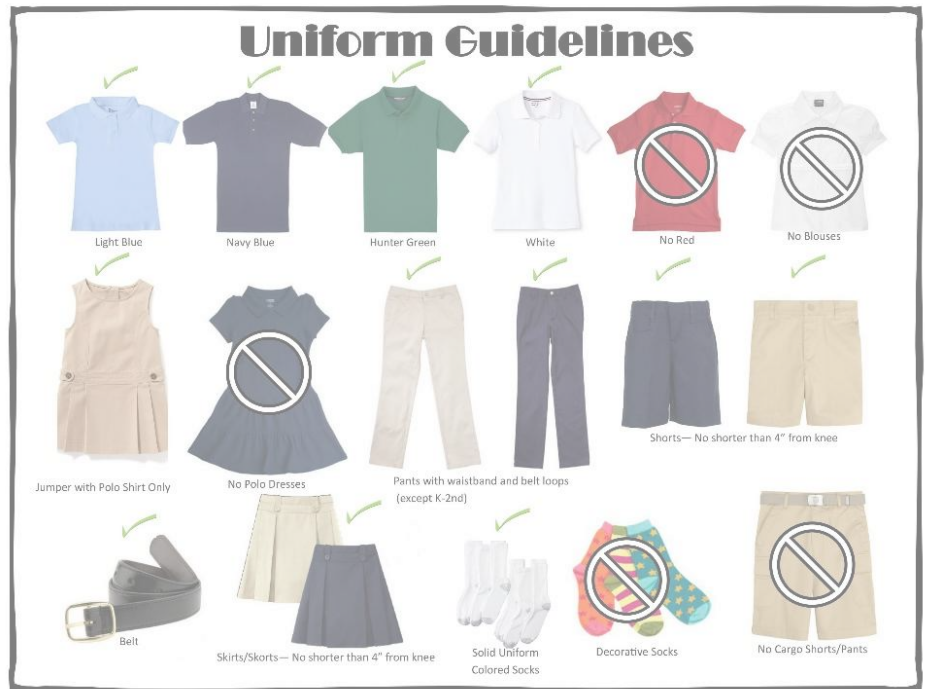 Uniform Guidelines
Light Blue
Navy Blue
Hunter Green
White
No Red
No Blouses
Shorts— No shorter than 4" from knee
Jumper with Polo Shirt Only
No Polo Dresses
Pants with waistband and belt loops
(except K-2nd)
Belt
Skirts/Skorts— No shorter than 4" from knee
Solid Uniform
Colored Socks
Decorative Socks
No Cargo Shorts/Pants